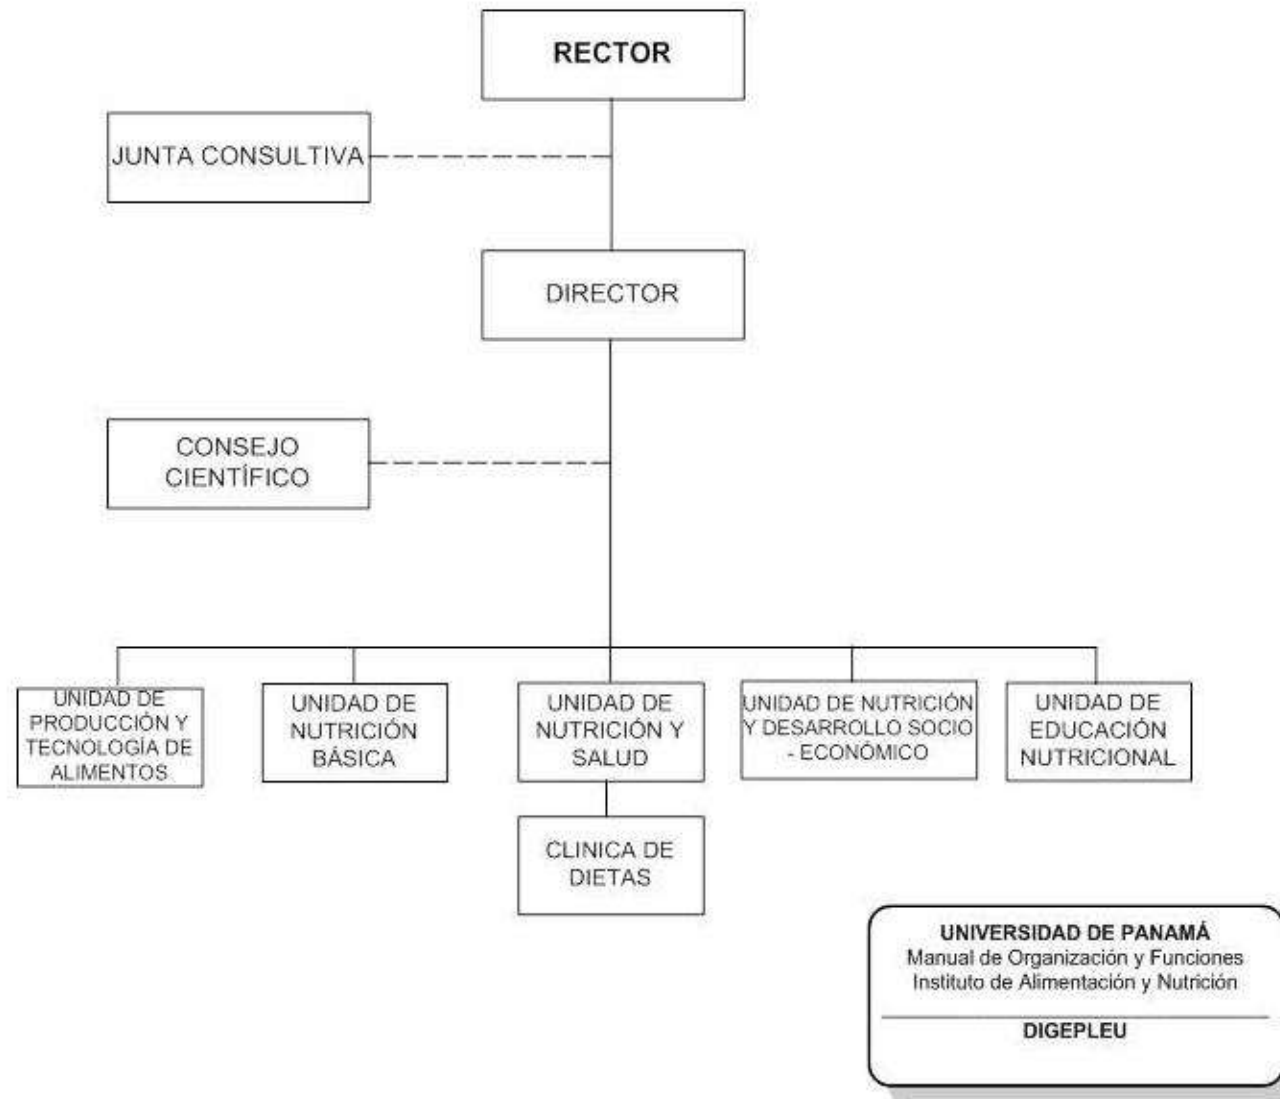 RECTOR
JUNTA CONSULTIVA
DIRECTOR
CONSEJO
CIENTÍFICO
UNIDAD DE
PRODUCCIÓN Y
TECNOLOGÍA DE
ALIMENTOS
UNIDAD DE
NUTRICIÓN
BÁSICA
UNIDAD DE
NUTRICIÓN Y
SALUD
UNIDAD DE NUTRICIÓN
Y DESARROLLO SOCIO
- ECONÓMICO
UNIDAD DE
EDUCACIÓN
NUTRICIONAL
CLINICA DE
DIETAS
UNIVERSIDAD DE PANAMÁ
Manual de Organización y Funciones
Instituto de Alimentación y Nutrición
DIGEPLEU